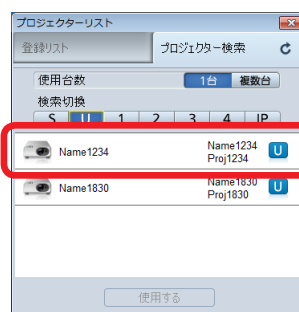 プロジェクターリスト
登録リスト プロジェクター検索
使用台数 1台 複数台
検索切換
S U 1 2 3 4 IP
Name1234 Name1234 U
Proj1234
Name1830 Name1830 U
Proj1830
使用する